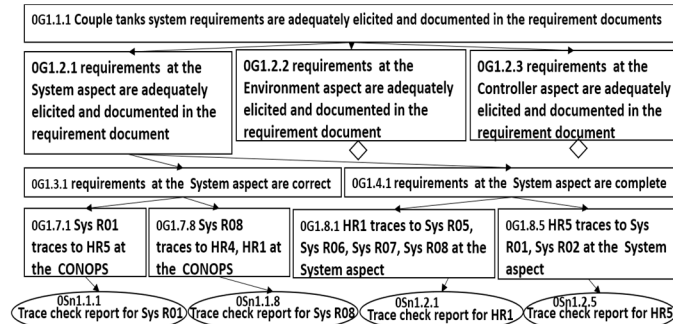 0G1.1.1 Couple tanks system requirements are adequately elicited and documented in the requirement documents
0G1.2.1 requirements at the
System aspect are adequately
elicited and documented in the
requirement document
0G1.2.2 requirements at the
Environment aspect are adequately
elicited and documented in the
requirement document
0G1.2.3 requirements at the
Controller aspect are adequately
elicited and documented in the
requirement document
0G1.3.1 requirements at the System aspect are correct
0G1.4.1 requirements at the System aspect are complete
0G1.7.1 Sys R01
traces to HR5 at
the CONOPS
0G1.7.8 Sys R08
traces to HR4, HR1 at
the CONOPS
0G1.8.1 HR1 traces to Sys R05,
Sys R06, Sys R07, Sys R08 at the
System aspect
0G1.8.5 HR5 traces to Sys
R01, Sys R02 at the System
aspect
0Sn1.1.1
Trace check report for Sys R01
0Sn1.1.8
Trace check report for Sys R08
0Sn1.2.1
Trace check report for HR1
0Sn1.2.5
Trace check report for HR5